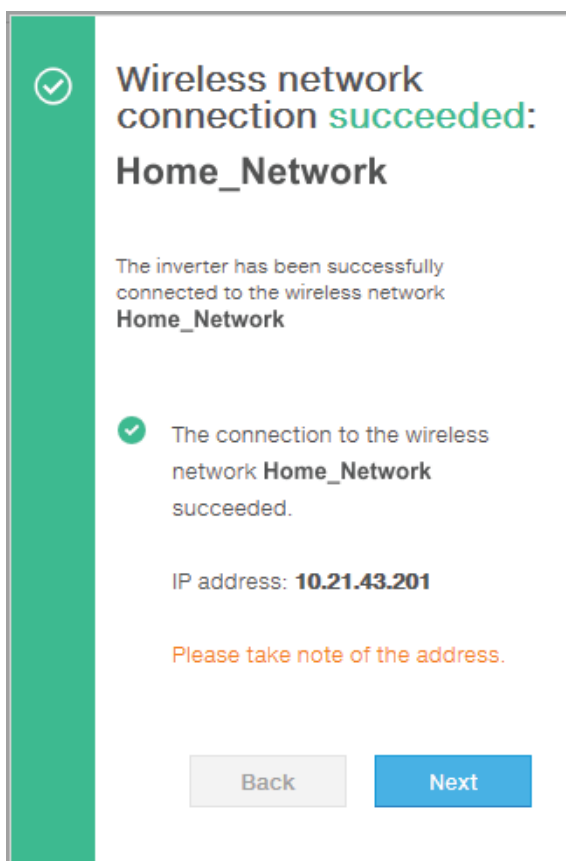 Wireless network
connection succeeded:
Home_Network
The inverter has been successfully
connected to the wireless network
Home_Network
The connection to the wireless
network Home_Network
succeeded.
IP address: 10.21.43.201
Please take note of the address.
Back
Next